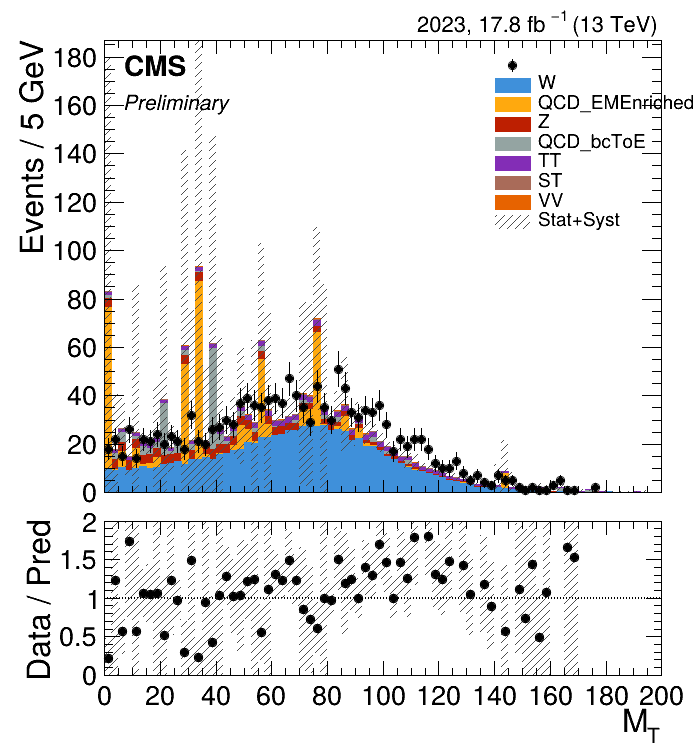 2023, 17.8 fb⁻¹ (13 TeV)
Events / 5 GeV
180
160
140
120
100
80
60
40
20
0
CMS
Preliminary
W
QCD_EMEnriched
Z
QCD_bcToE
TT
ST
VV
Stat+Syst
Data / Pred
2
1.5
1
0.5
0
0 20 40 60 80 100 120 140 160 180 200
M_T